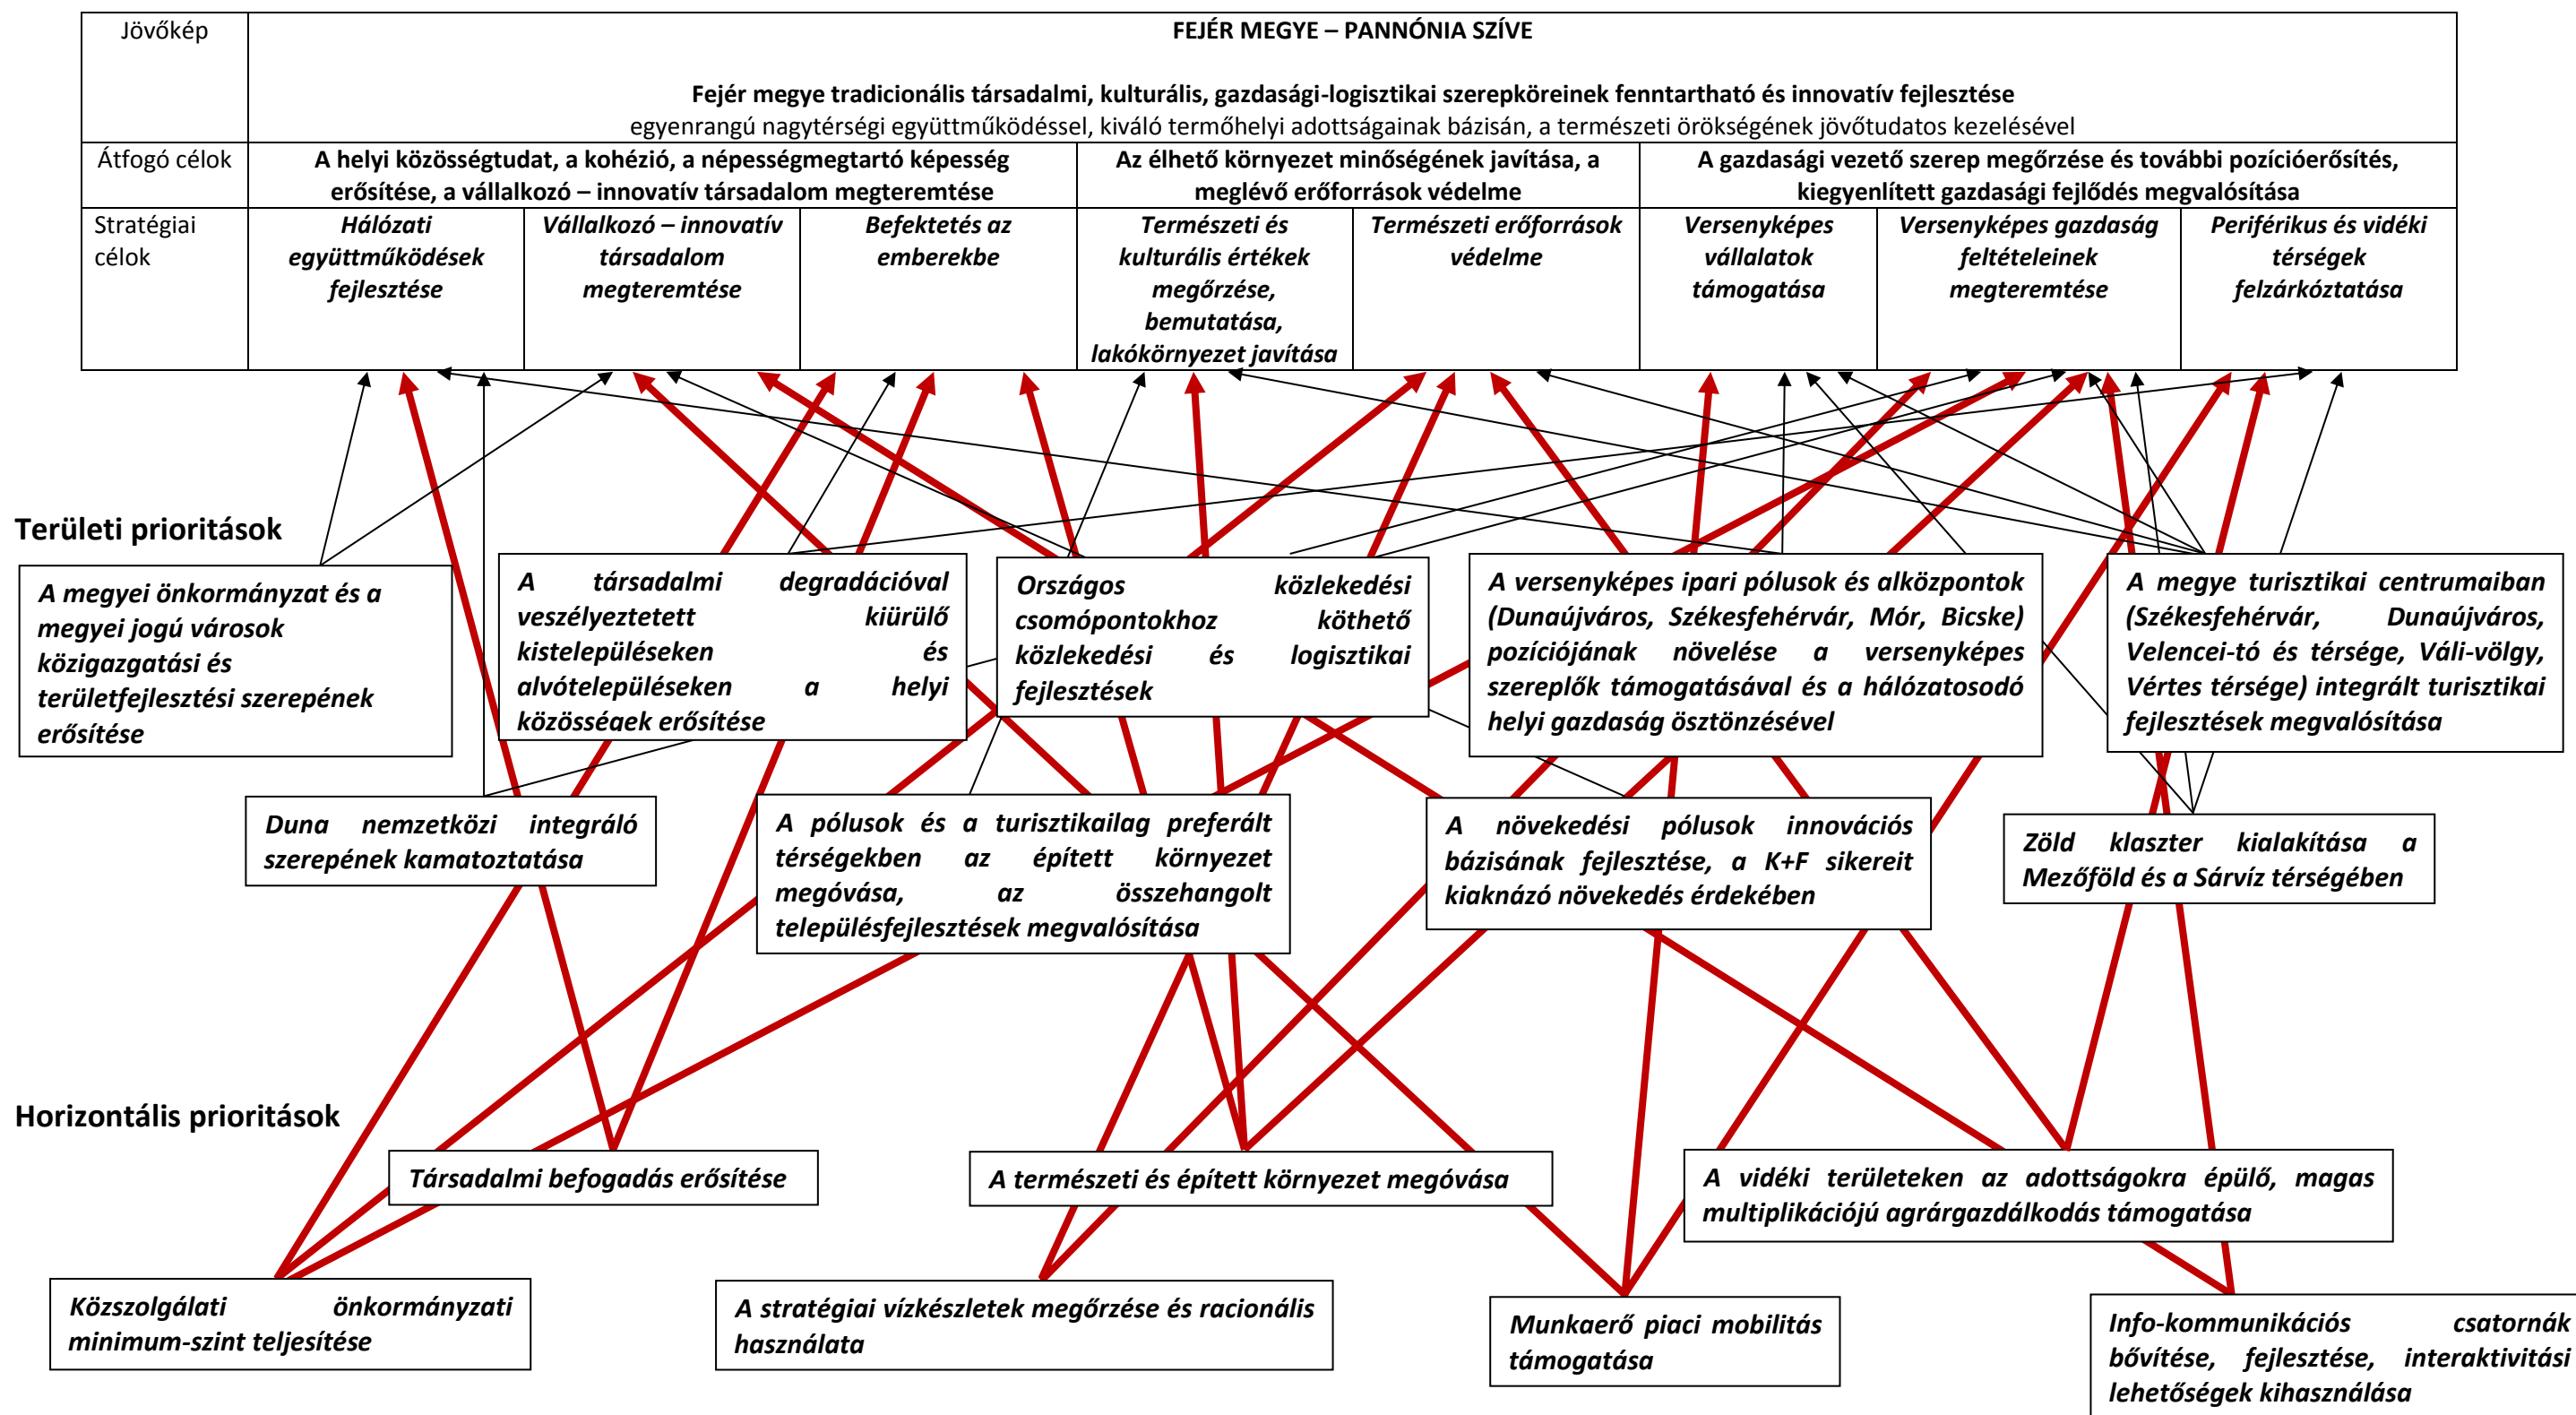 Jövőkép
FEJÉR MEGYE – PANNÓNIA SZÍVE
Fejér megye tradicionális társadalmi, kulturális, gazdasági-logisztikai szerepköreinek fenntartható és innovatív fejlesztése
egyenrangú nagytérségi együttműködéssel, kiváló termőhelyi adottságainak bázisán, a természeti örökségének jövőtudatos kezelésével
Átfogó célok
A helyi közösségtudat, a kohézió, a népességmegtartó képesség
erősítése, a vállalkozó – innovatív társadalom megteremtése
Az élhető környezet minőségének javítása, a
meglévő erőforrások védelme
A gazdasági vezető szerep megőrzése és további pozícióerősítés,
kiegyenlített gazdasági fejlődés megvalósítása
Stratégiai
célok
Hálózati
együttműködések
fejlesztése
Vállalkozó – innovatív
társadalom
megteremtése
Befektetés az
emberekbe
Természeti és
kulturális értékek
megőrzése,
bemutatása,
lakókörnyezet javítása
Természeti erőforrások
védelme
Versenyképes
vállalatok
támogatása
Versenyképes gazdaság
feltételeinek
megteremtése
Periférikus és vidéki
térségek
felzárkóztatása
Területi prioritások
A megyei önkormányzat és a
megyei jogú városok
közigazgatási és
területfejlesztési szerepének
erősítése
A társadalmi degradációval
veszélyeztetett kiürülő
kistelepüléseken és
alvótelepüléseken a helyi
közösségek erősítése
Országos közlekedési
csomópontokhoz köthető
közlekedési és logisztikai
fejlesztések
A versenyképes ipari pólusok és alközpontok
(Dunaújváros, Székesfehérvár, Mór, Bicske)
pozíciójának növelése a versenyképes
szereplők támogatásával és a hálózatosodó
helyi gazdaság ösztönzésével
A megye turisztikai centrumaiban
(Székesfehérvár, Dunaújváros,
Velencei-tó és térsége, Váli-völgy,
Vértes térsége) integrált turisztikai
fejlesztések megvalósítása
Duna nemzetközi integráló
szerepének kamatoztatása
A pólusok és a turisztikailag preferált
térségekben az épített környezet
megóvása, az összehangolt
településfejlesztések megvalósítása
A növekedési pólusok innovációs
bázisának fejlesztése, a K+F sikereit
kiaknázó növekedés érdekében
Zöld klaszter kialakítása a
Mezőföld és a Sárvíz térségében
Horizontális prioritások
Társadalmi befogadás erősítése
A természeti és épített környezet megóvása
A vidéki területeken az adottságokra épülő, magas
multiplikációjú agrárgazdálkodás támogatása
Közszolgálati önkormányzati
minimum-szint teljesítése
A stratégiai vízkészletek megőrzése és racionális
használata
Munkaerő piaci mobilitás
támogatása
Info-kommunikációs csatornák
bővítése, fejlesztése, interaktivitási
lehetőségek kihasználása